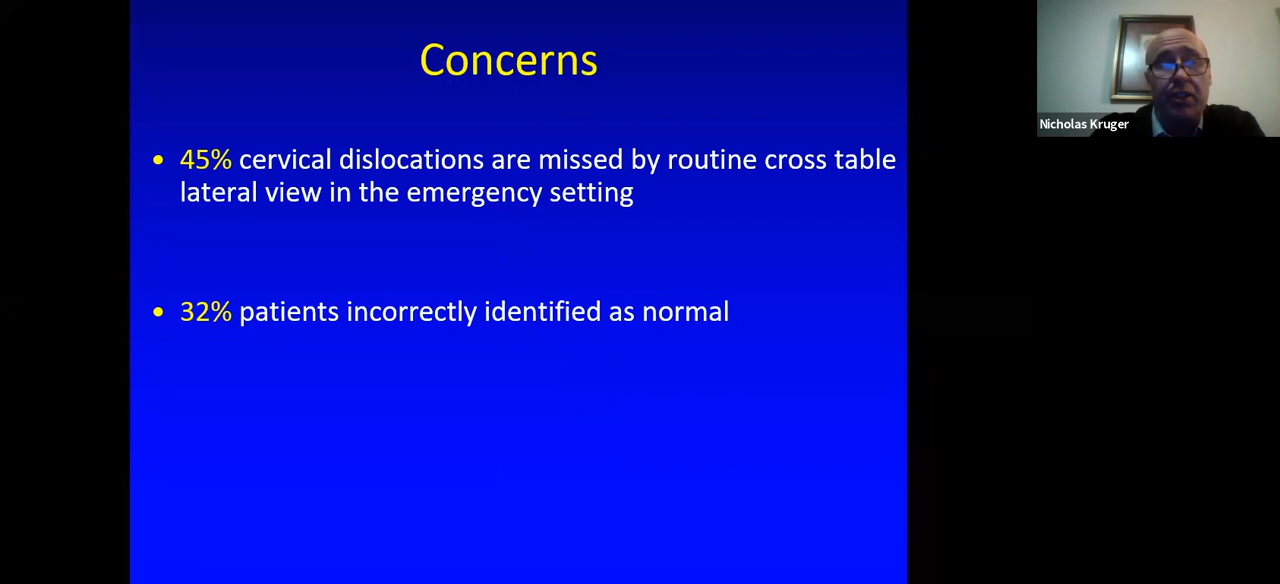 Concerns
• 45% cervical dislocations are missed by routine cross table
lateral view in the emergency setting
• 32% patients incorrectly identified as normal
Nicholas Kruger